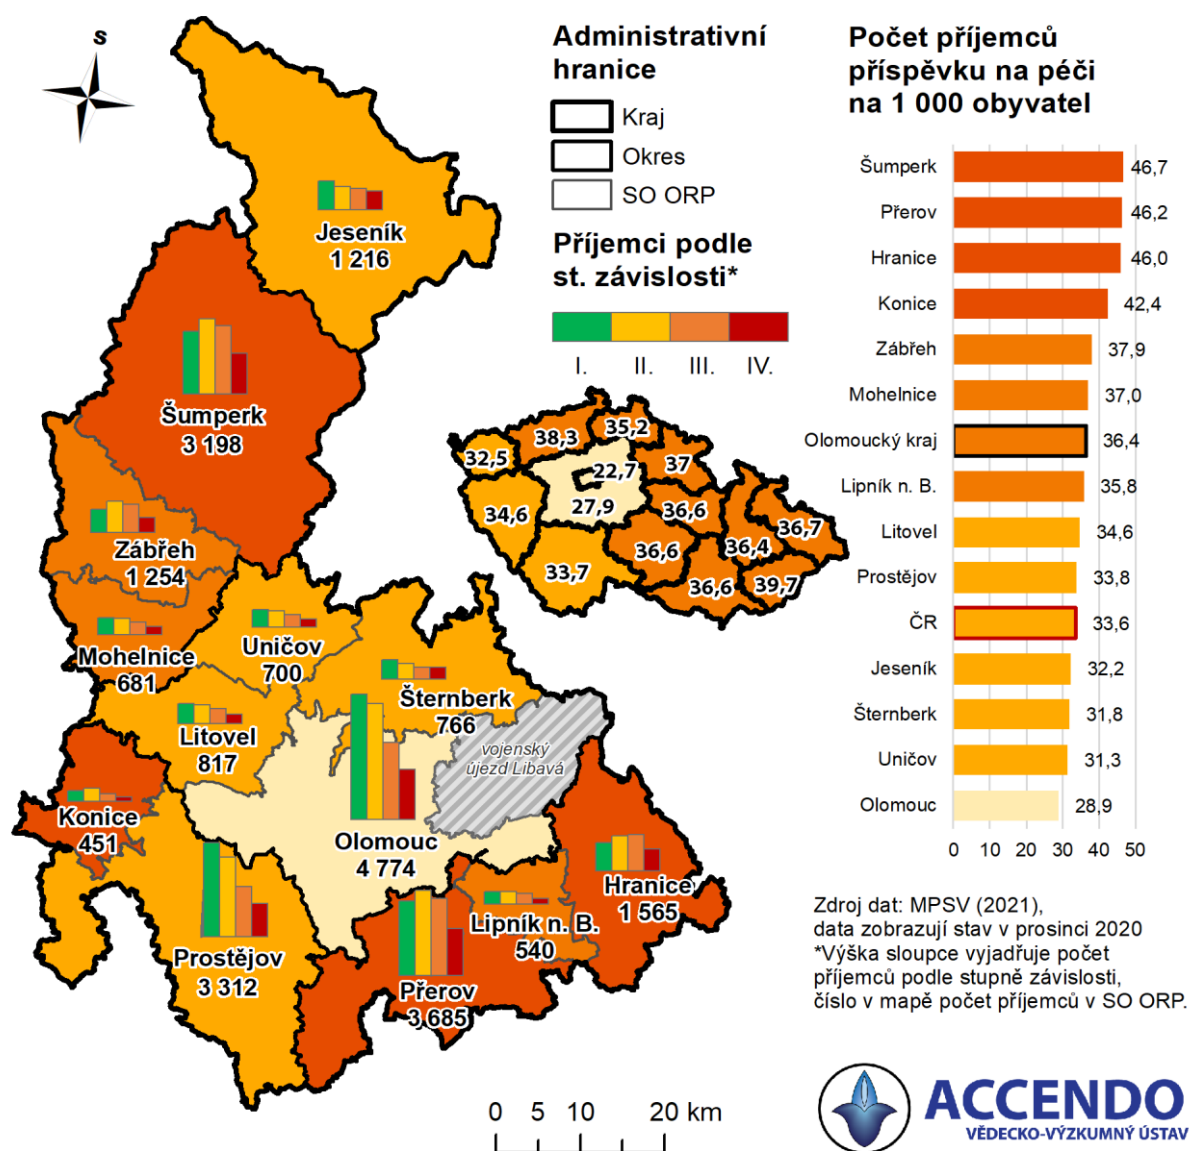 S
Administrativní
hranice
Kraj
Okres
SO ORP
Příjemci podle
st. závislosti*
I. II. III. IV.
Počet příjemců
příspěvku na péči
na 1 000 obyvatel
Šumperk 46,7
Přerov 46,2
Hranice 46,0
Konice 42,4
Zábřeh 37,9
Mohelnice 37,0
Olomoucký kraj 36,4
Lipník n. B. 35,8
Litovel 34,6
Prostějov 33,8
ČR 33,6
Jeseník 32,2
Šternberk 31,8
Uničov 31,3
Olomouc 28,9
0 10 20 30 40 50
Jeseník
1 216
Šumperk
3 198
Zábřeh
1 254
Mohelnice
681
Uničov
700
Šternberk
766
Litovel
817
vojenský
újezd Libavá
Konice
451
Olomouc
4 774
Hranice
1 565
Lipník n. B.
540
Prostějov
3 312
Přerov
3 685
38,3
35,2
32,5
22,7
37
34,6
27,9
36,6
36,7
36,6
36,4
33,7
36,6
39,7
Zdroj dat: MPSV (2021),
data zobrazují stav v prosinci 2020
*Výška sloupce vyjadřuje počet
příjemců podle stupně závislosti,
číslo v mapě počet příjemců v SO ORP.
0 5 10 20 km
ACCENDO
VĚDECKO-VÝZKUMNÝ ÚSTAV